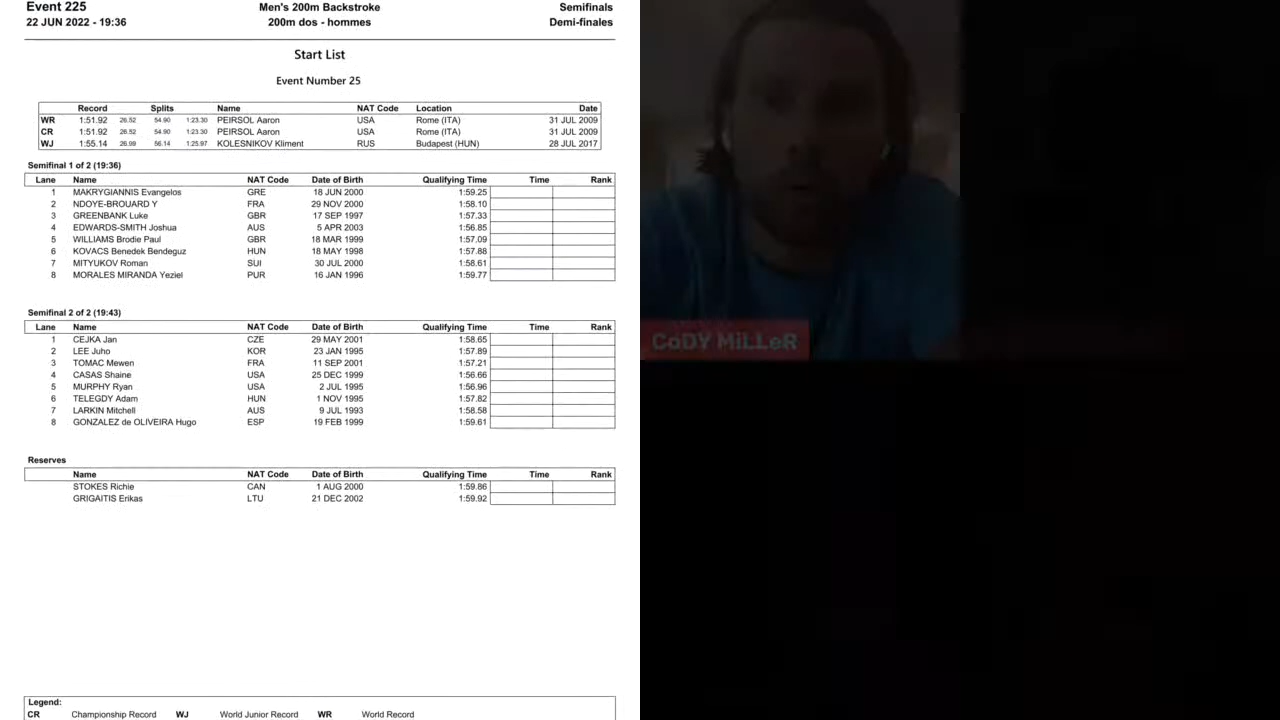 Event 225 Men's 200m Backstroke Semifinals
22 JUN 2022 - 19:36 200m dos - hommes Demi-finales
Start List
Event Number 25
Record Splits Name NAT Code Location Date
WR 1:51.92 26.52 54.90 1:23.30 PEIRSOL Aaron USA Rome (ITA) 31 JUL 2009
CR 1:51.92 26.52 54.90 1:23.30 PEIRSOL Aaron USA Rome (ITA) 31 JUL 2009
WJ 1:55.14 26.99 56.14 1:25.97 KOLESNIKOV Kliment RUS Budapest (HUN) 28 JUL 2017
Semifinal 1 of 2 (19:36)
Lane Name NAT Code Date of Birth Qualifying Time Time Rank
1 MAKRYGIANNIS Evangelos GRE 18 JUN 2000 1:59.25
2 NDOYE-BROUARD Y FRA 29 NOV 2000 1:58.10
3 GREENBANK Luke GBR 17 SEP 1997 1:57.33
4 EDWARDS-SMITH Joshua AUS 5 APR 2003 1:56.85
5 WILLIAMS Brodie Paul GBR 18 MAR 1999 1:57.09
6 KOVACS Benedek Bendeguz HUN 18 MAY 1998 1:57.88
7 MITYUKOV Roman SUI 30 JUL 2000 1:58.61
8 MORALES MIRANDA Yeziel PUR 16 JAN 1996 1:59.77
Semifinal 2 of 2 (19:43)
Lane Name NAT Code Date of Birth Qualifying Time Time Rank
1 CEJKA Jan CZE 29 MAY 2001 1:58.65
2 LEE Juho KOR 23 JAN 1995 1:57.89
3 TOMAC Mewen FRA 11 SEP 2001 1:57.21
4 CASAS Shaine USA 25 DEC 1999 1:56.66
5 MURPHY Ryan USA 2 JUL 1995 1:56.96
6 TELEGDY Adam HUN 1 NOV 1995 1:57.82
7 LARKIN Mitchell AUS 9 JUL 1993 1:58.58
8 GONZALEZ de OLIVEIRA Hugo ESP 19 FEB 1999 1:59.61
Reserves
Name NAT Code Date of Birth Qualifying Time Time Rank
STOKES Richie CAN 1 AUG 2000 1:59.86
GRIGAITIS Erikas LTU 21 DEC 2002 1:59.92
Legend:
CR Championship Record WJ World Junior Record WR World Record
CoDY MiLLeR